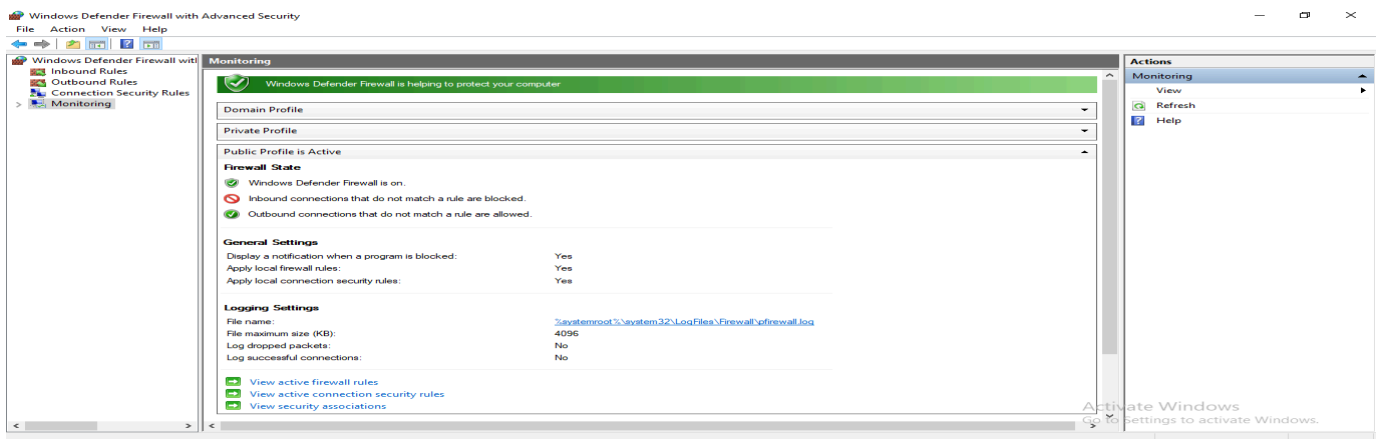 Windows Defender Firewall with Advanced Security
File Action View Help
Windows Defender Firewall witl
Inbound Rules
Outbound Rules
Connection Security Rules
Monitoring
Monitoring
Windows Defender Firewall is helping to protect your computer
Domain Profile
Private Profile
Public Profile is Active
Firewall State
Windows Defender Firewall is on.
Inbound connections that do not match a rule are blocked.
Outbound connections that do not match a rule are allowed.
General Settings
Display a notification when a program is blocked: Yes
Apply local firewall rules: Yes
Apply local connection security rules: Yes
Logging Settings
File name: %systemroot%\system32\LogFiles\Firewall\pfirewall.log
File maximum size (KB): 4096
Log dropped packets: No
Log successful connections: No
View active firewall rules
View active connection security rules
View security associations
Actions
Monitoring
View
Refresh
Help
Activate Windows
Go to Settings to activate Windows.